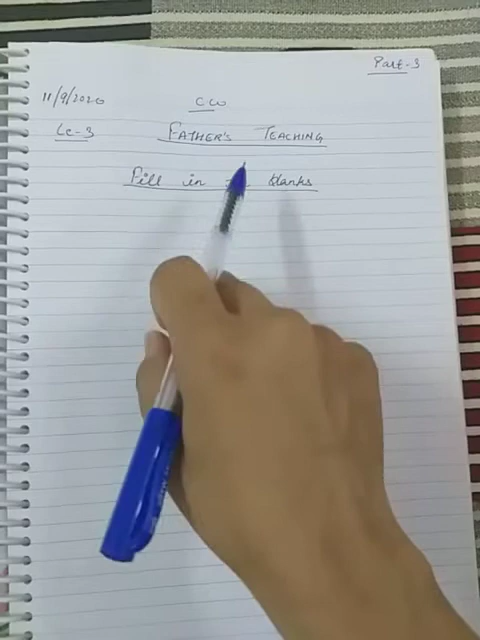 Part-3
11/9/2020 CW
Lc-3 FATHER'S TEACHING
Fill in blanks